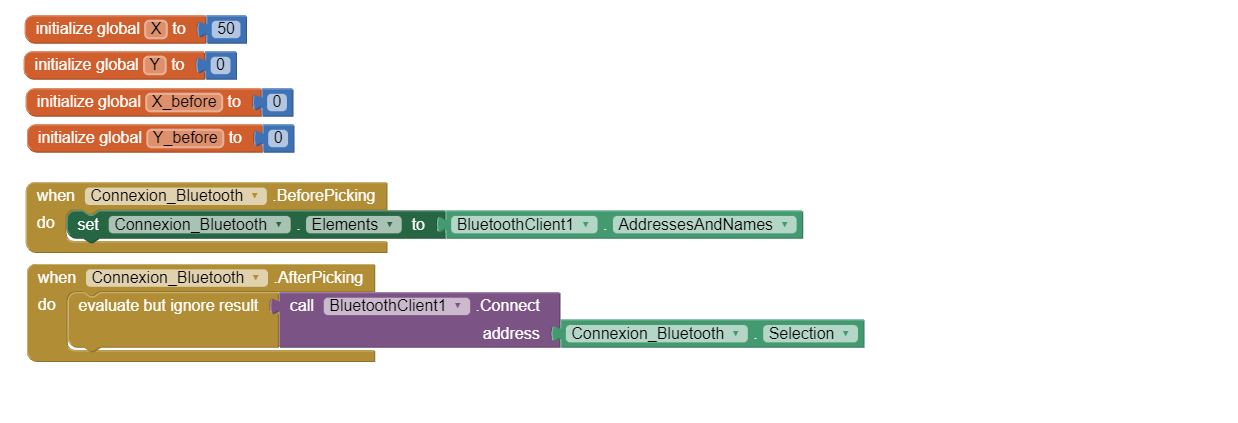 initialize global X to 50
initialize global Y to 0
initialize global X_before to 0
initialize global Y_before to 0
when Connexion_Bluetooth .BeforePicking
do set Connexion_Bluetooth . Elements to BluetoothClient1 . AddressesAndNames
when Connexion_Bluetooth .AfterPicking
do evaluate but ignore result call BluetoothClient1 .Connect
address Connexion_Bluetooth . Selection